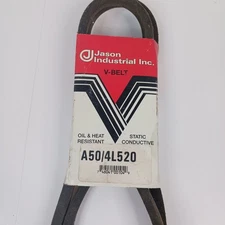 Jason
Industrial Inc.
V-BELT
OIL & HEAT STATIC
RESISTANT CONDUCTIVE
A50/4L520